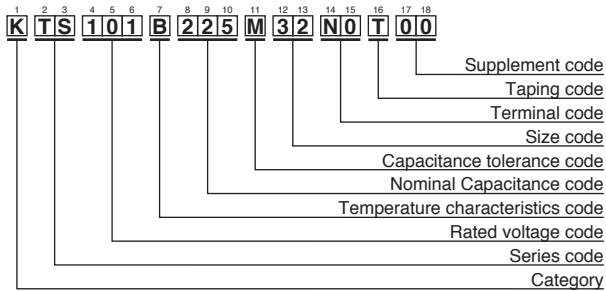 1 2 3 4 5 6 7 8 9 10 11 12 13 14 15 16 17 18
K TS 101 B 225 M 32 N0 T 00
Supplement code
Taping code
Terminal code
Size code
Capacitance tolerance code
Nominal Capacitance code
Temperature characteristics code
Rated voltage code
Series code
Category